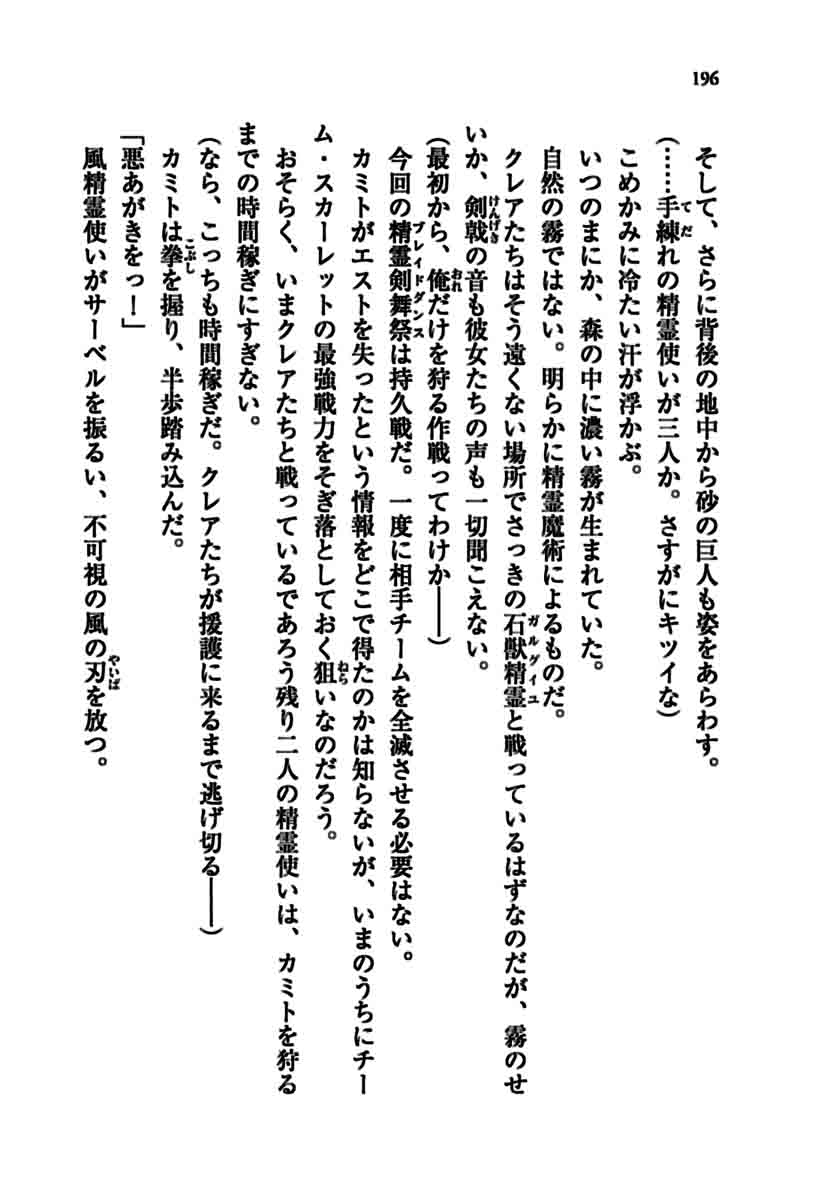 196
そして、さらに背後の地中から砂の巨人も姿をあらわす。
(……手練れの精霊使いが三人か。さすがにキツイな)
こめかみに冷たい汗が浮かぶ。
いつのまにか、森の中に濃い霧が生まれていた。
自然の霧ではない。明らかに精霊魔術によるものだ。
クレアたちはそう遠くない場所でさっきの石獣精霊と戦っているはずなのだが、霧のせ
いか、剣戟の音も彼女たちの声も一切聞こえない。
(最初から、俺だけを狩る作戦ってわけか――)
今回の精霊剣舞祭は持久戦だ。一度に相手チームを全滅させる必要はない。
カミトがエストを失ったという情報をどこで得たのかは知らないが、いまのうちにチー
ム・スカーレットの最強戦力をそぎ落としておく狙いなのだろう。
おそらく、いまクレアたちと戦っているであろう残り二人の精霊使いは、カミトを狩る
までの時間稼ぎにすぎない。
(なら、こっちも時間稼ぎだ。クレアたちが援護に来るまで逃げ切る――)
カミトは拳を握り、半歩踏み込んだ。
「悪あがきをっ!」
風精霊使いがサーベルを振るい、不可視の風の刃を放つ。